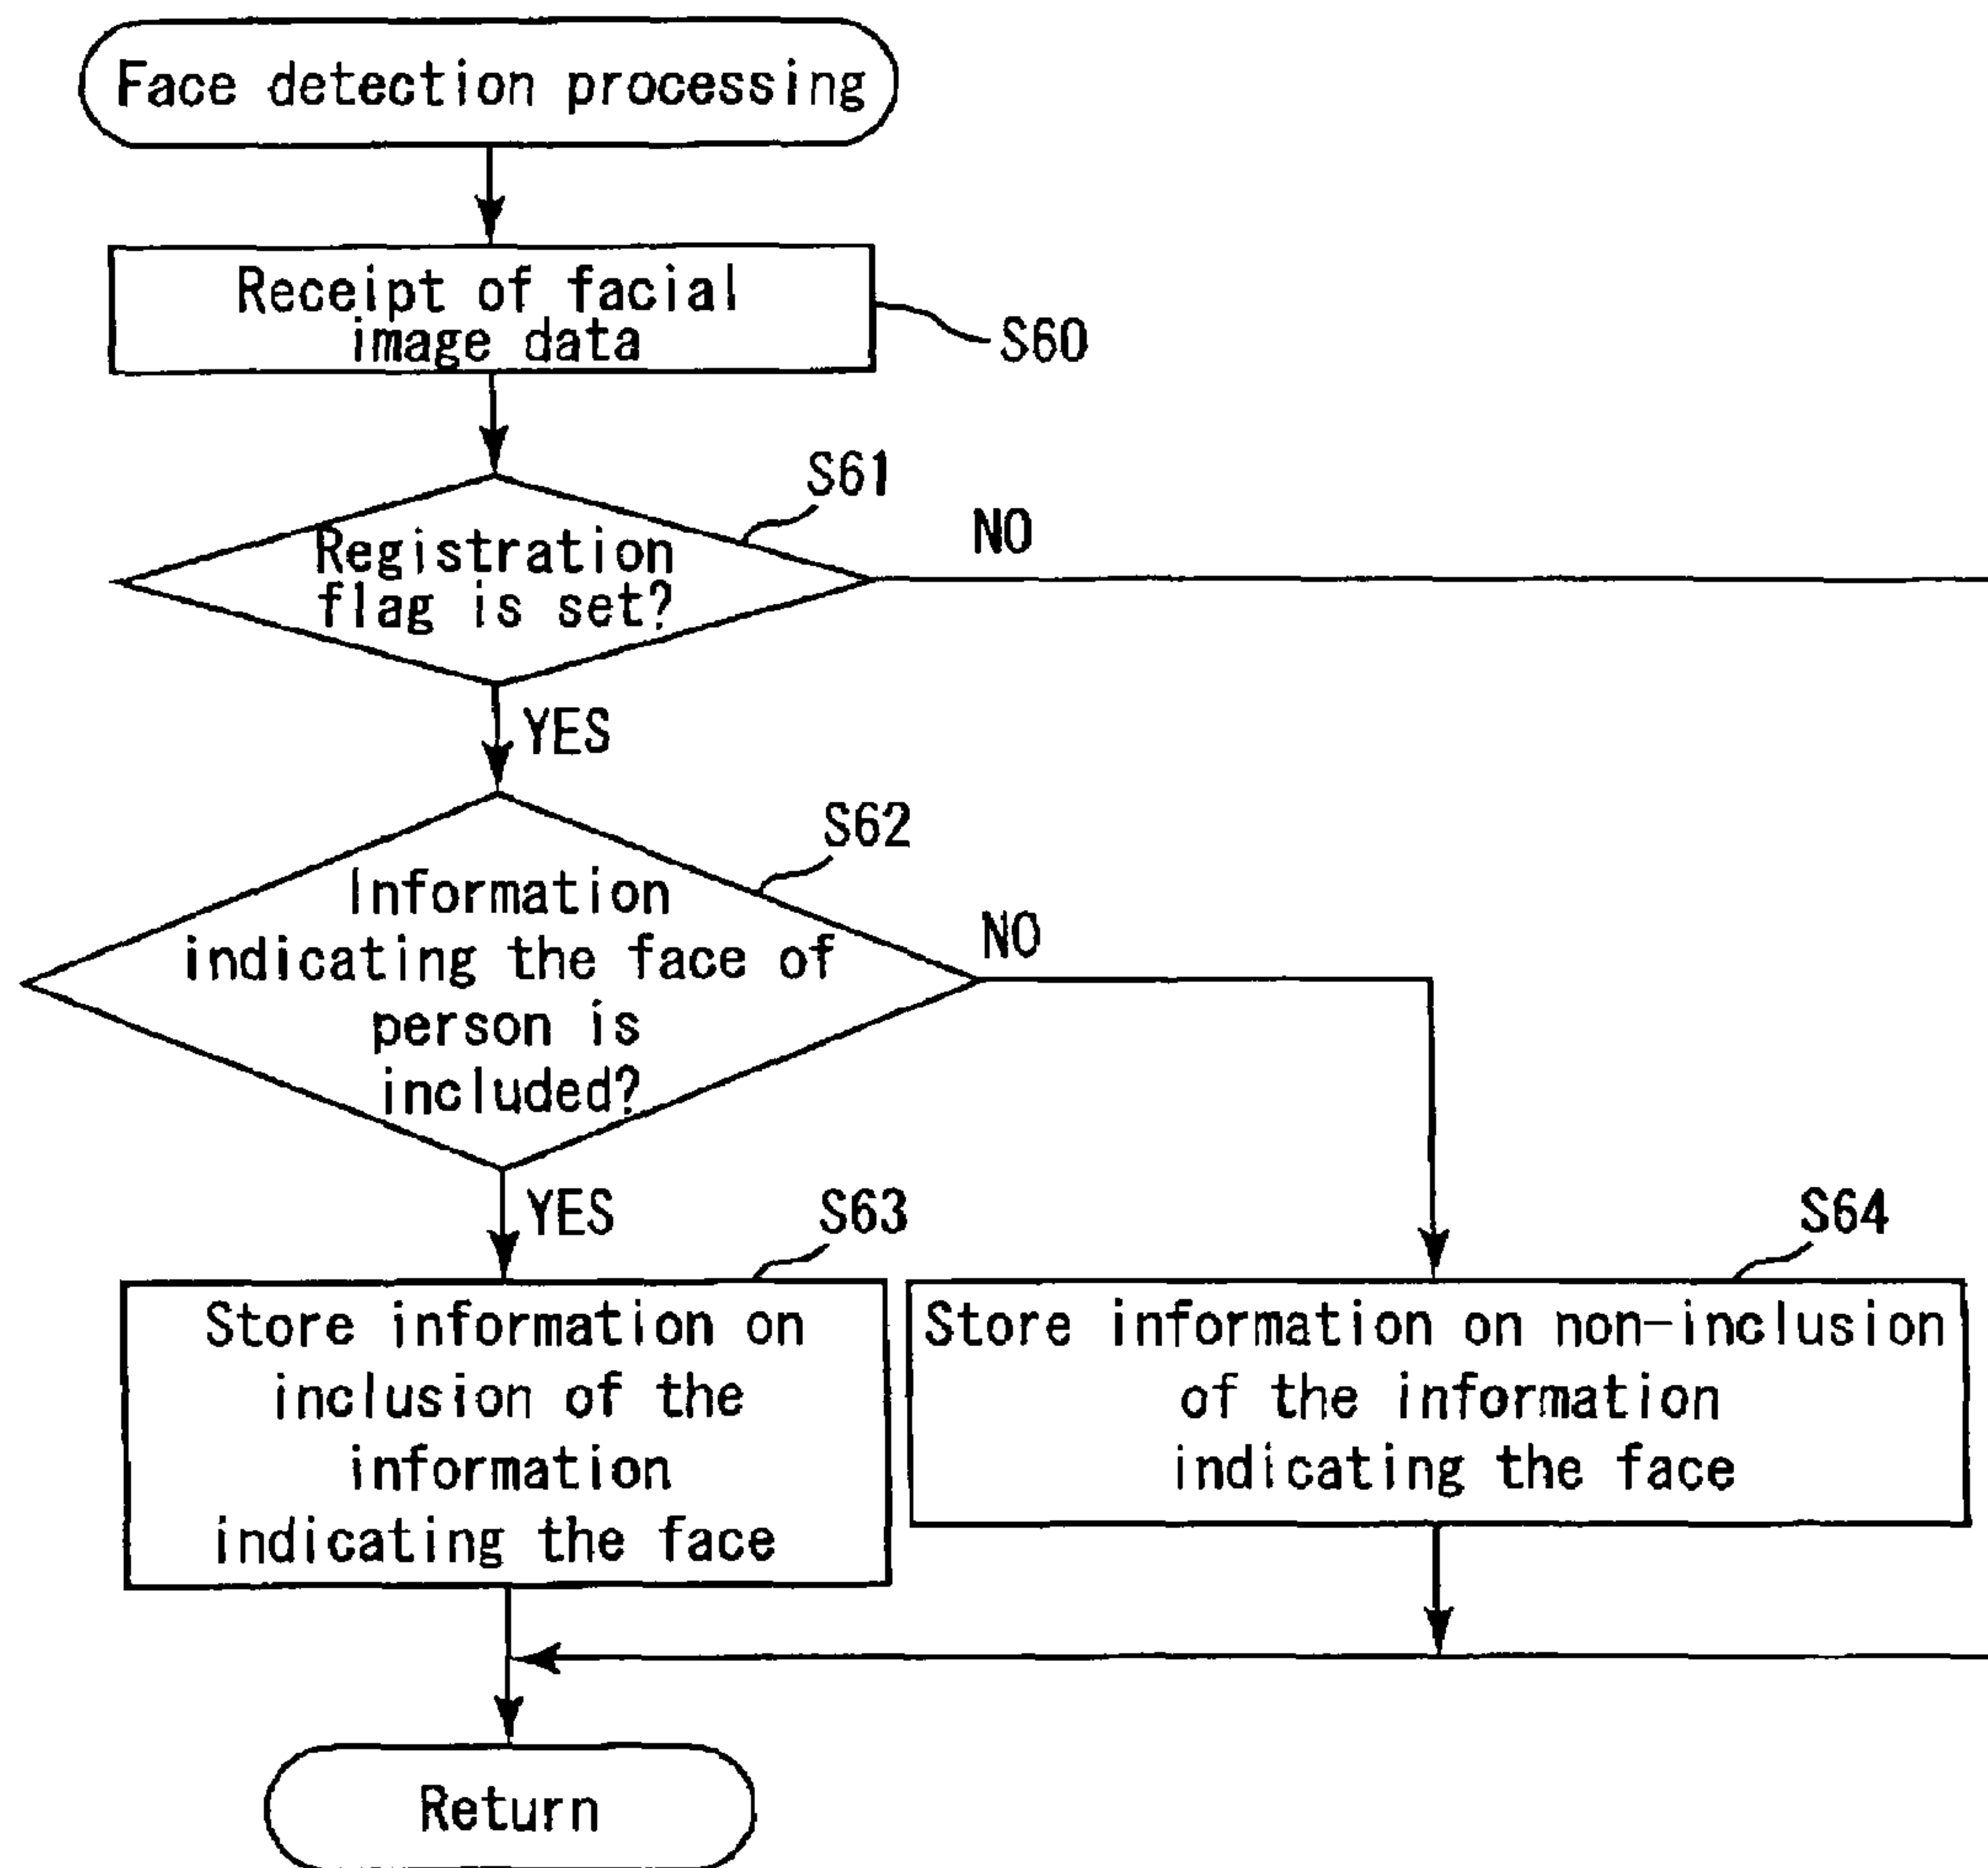 Face detection processing
Receipt of facial
image data
S60
S61
Registration
flag is set?
NO
YES
S62
Information
indicating the face of
person is
included?
NO
YES
S63
S64
Store information on
inclusion of the
information
indicating the face
Store information on non-inclusion
of the information
indicating the face
Return